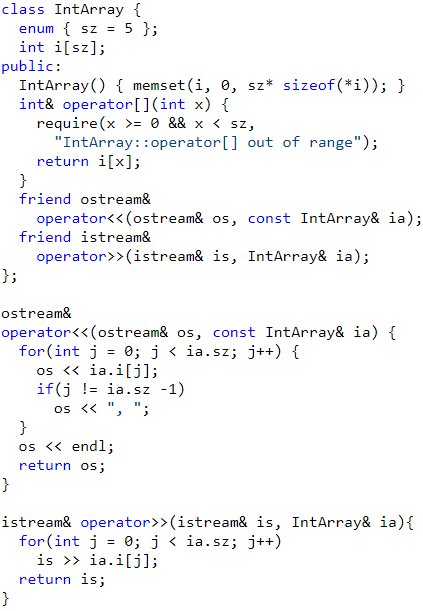 class IntArray {
  enum { sz = 5 };
  int i[sz];
public:
  IntArray() { memset(i, 0, sz* sizeof(*i)); }
  int& operator[](int x) {
    require(x >= 0 && x < sz,
      "IntArray::operator[] out of range");
    return i[x];
  }
  friend ostream&
    operator<<(ostream& os, const IntArray& ia);
  friend istream&
    operator>>(istream& is, IntArray& ia);
};

ostream&
operator<<(ostream& os, const IntArray& ia) {
  for(int j = 0; j < ia.sz; j++) {
    os << ia.i[j];
    if(j != ia.sz -1)
      os << ", ";
  }
  os << endl;
  return os;
}

istream& operator>>(istream& is, IntArray& ia){
  for(int j = 0; j < ia.sz; j++)
    is >> ia.i[j];
  return is;
}